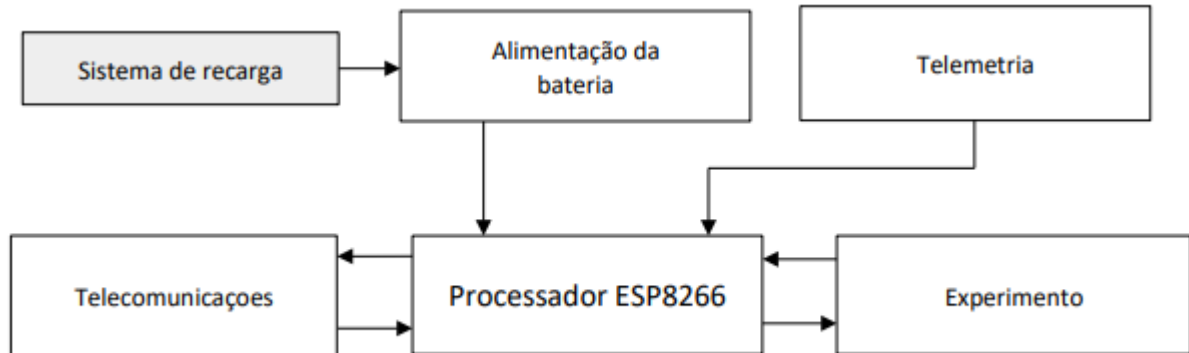 Sistema de recarga
Alimentação da
bateria
Telemetria
Telecomunicaçoes
Processador ESP8266
Experimento